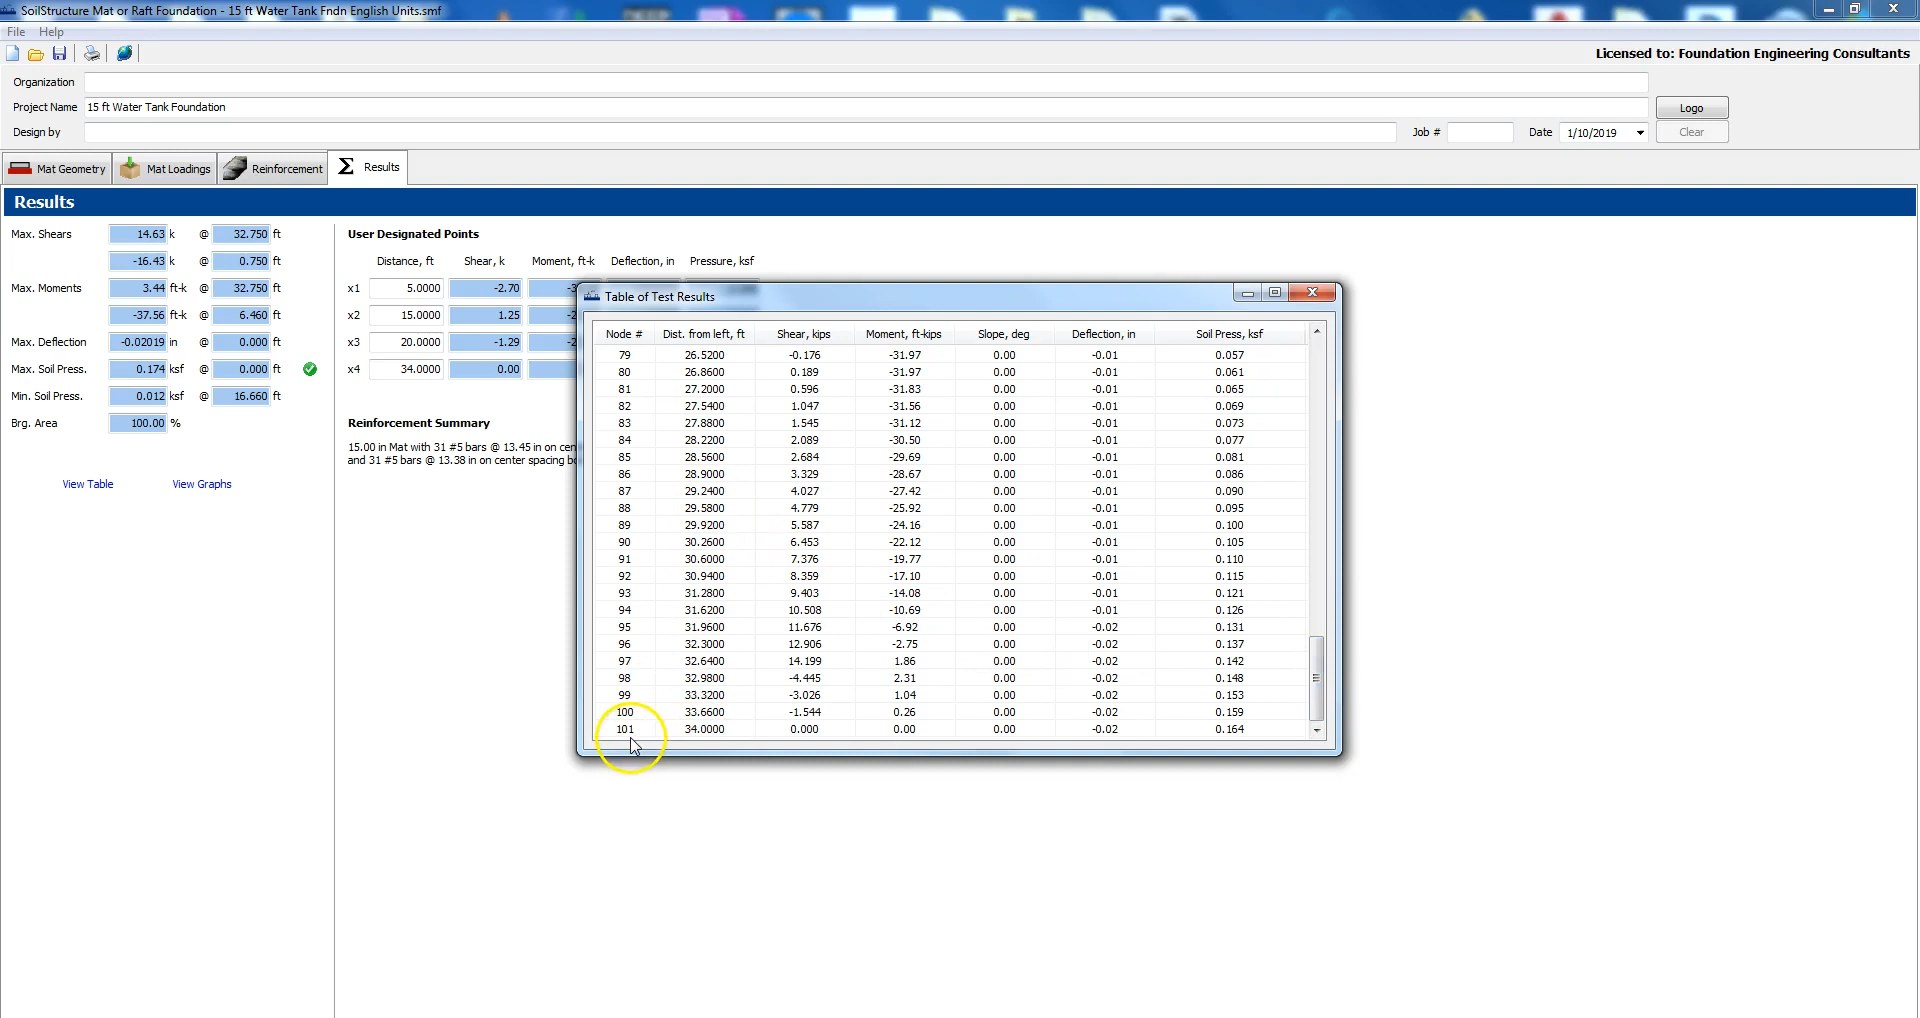 SoilStructure Mat or Raft Foundation - 15 ft Water Tank Fndn English Units.smf
File Help
Licensed to: Foundation Engineering Consultants
Organization
Project Name 15 ft Water Tank Foundation
Logo
Design by Job # Date 1/10/2019 Clear
Mat Geometry Mat Loadings Reinforcement Σ Results
Results
Max. Shears 14.63 k @ 32.750 ft
-16.43 k @ 0.750 ft
Max. Moments 3.44 ft-k @ 32.750 ft
-37.56 ft-k @ 6.460 ft
Max. Deflection -0.02019 in @ 0.000 ft
Max. Soil Press. 0.174 ksf @ 0.000 ft
Min. Soil Press. 0.012 ksf @ 16.660 ft
Brg. Area 100.00 %
View Table View Graphs
User Designated Points
Distance, ft Shear, k Moment, ft-k Deflection, in Pressure, ksf
x1 5.0000 -2.70
x2 15.0000 1.25
x3 20.0000 -1.29
x4 34.0000 0.00
Reinforcement Summary
15.00 in Mat with 31 #5 bars @ 13.45 in on cen
and 31 #5 bars @ 13.38 in on center spacing bo
Table of Test Results
Node # Dist. from left, ft Shear, kips Moment, ft-kips Slope, deg Deflection, in Soil Press, ksf
79 26.5200 -0.176 -31.97 0.00 -0.01 0.057
80 26.8600 0.189 -31.97 0.00 -0.01 0.061
81 27.2000 0.596 -31.83 0.00 -0.01 0.065
82 27.5400 1.047 -31.56 0.00 -0.01 0.069
83 27.8800 1.545 -31.12 0.00 -0.01 0.073
84 28.2200 2.089 -30.50 0.00 -0.01 0.077
85 28.5600 2.684 -29.69 0.00 -0.01 0.081
86 28.9000 3.329 -28.67 0.00 -0.01 0.086
87 29.2400 4.027 -27.42 0.00 -0.01 0.090
88 29.5800 4.779 -25.92 0.00 -0.01 0.095
89 29.9200 5.587 -24.16 0.00 -0.01 0.100
90 30.2600 6.453 -22.12 0.00 -0.01 0.105
91 30.6000 7.376 -19.77 0.00 -0.01 0.110
92 30.9400 8.359 -17.10 0.00 -0.01 0.115
93 31.2800 9.403 -14.08 0.00 -0.01 0.121
94 31.6200 10.508 -10.69 0.00 -0.01 0.126
95 31.9600 11.676 -6.92 0.00 -0.02 0.131
96 32.3000 12.906 -2.75 0.00 -0.02 0.137
97 32.6400 14.199 1.86 0.00 -0.02 0.142
98 32.9800 -4.445 2.31 0.00 -0.02 0.148
99 33.3200 -3.026 1.04 0.00 -0.02 0.153
100 33.6600 -1.544 0.26 0.00 -0.02 0.159
101 34.0000 0.000 0.00 0.00 -0.02 0.164